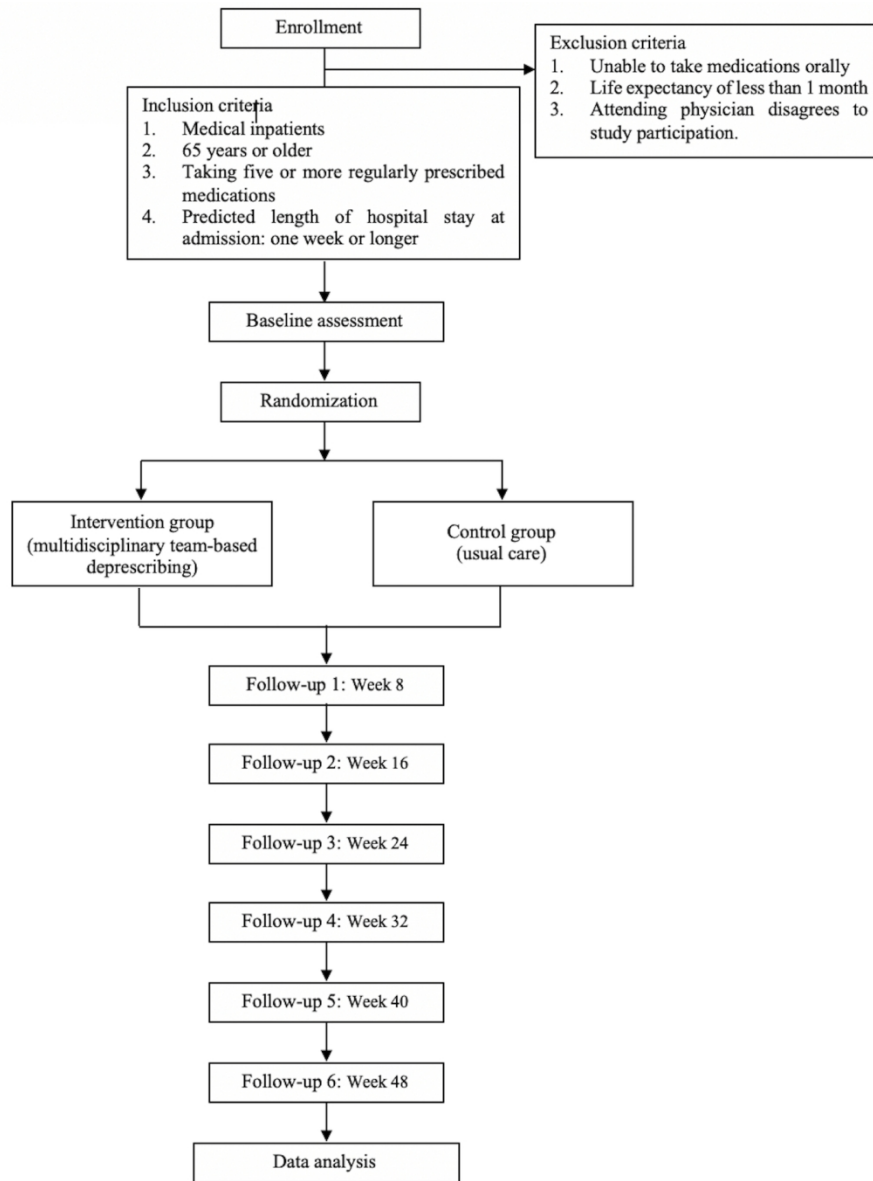 Enrollment
Exclusion criteria
1. Unable to take medications orally
2. Life expectancy of less than 1 month
3. Attending physician disagrees to
study participation.
Inclusion criteria
1. Medical inpatients
2. 65 years or older
3. Taking five or more regularly prescribed
medications
4. Predicted length of hospital stay at
admission: one week or longer
Baseline assessment
Randomization
Intervention group
(multidisciplinary team-based
deprescribing)
Control group
(usual care)
Follow-up 1: Week 8
Follow-up 2: Week 16
Follow-up 3: Week 24
Follow-up 4: Week 32
Follow-up 5: Week 40
Follow-up 6: Week 48
Data analysis